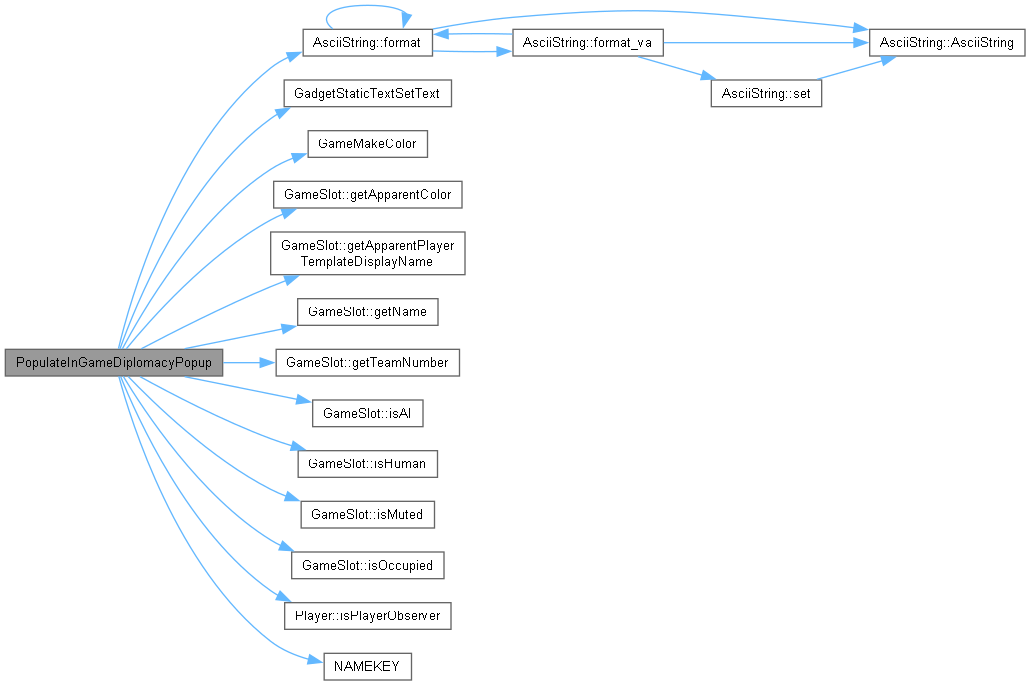 AsciiString::format
AsciiString::format_va
AsciiString::AsciiString
GadgetStaticTextSetText
AsciiString::set
GameMakeColor
GameSlot::getApparentColor
GameSlot::getApparentPlayer
TemplateDisplayName
GameSlot::getName
PopulateInGameDiplomacyPopup
GameSlot::getTeamNumber
GameSlot::isAI
GameSlot::isHuman
GameSlot::isMuted
GameSlot::isOccupied
Player::isPlayerObserver
NAMEKEY